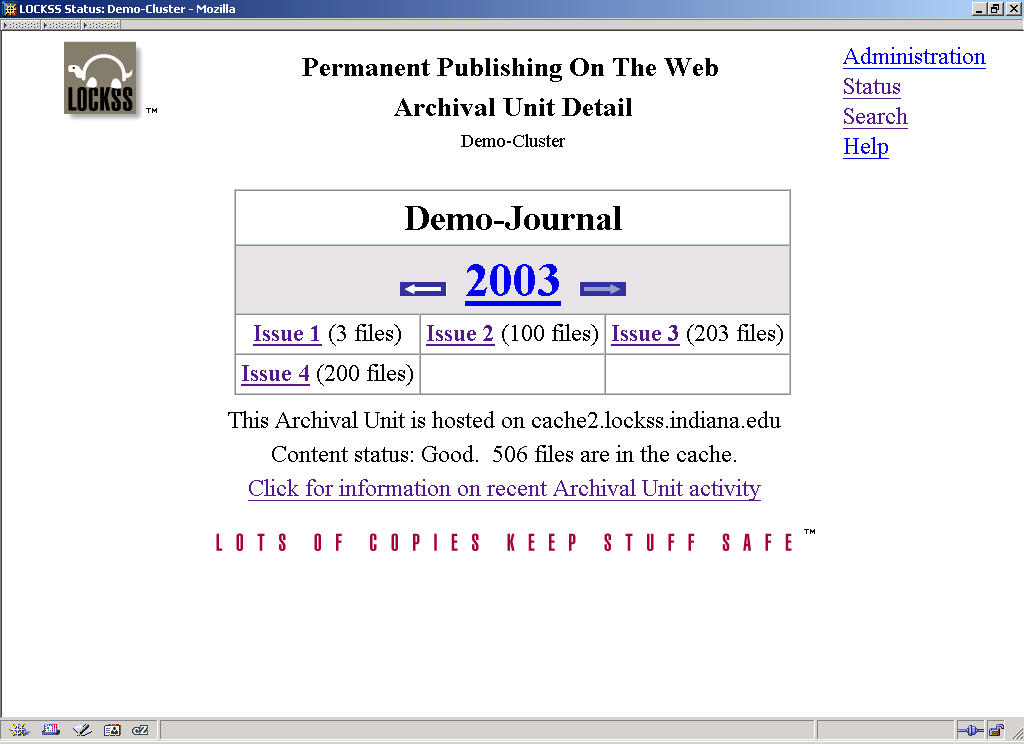 LOCKSS Status: Demo-Cluster - Mozilla
LOCKSS ™
Permanent Publishing On The Web
Archival Unit Detail
Demo-Cluster
Administration
Status
Search
Help
Demo-Journal
2003
Issue 1 (3 files) Issue 2 (100 files) Issue 3 (203 files)
Issue 4 (200 files)
This Archival Unit is hosted on cache2.lockss.indiana.edu
Content status: Good.  506 files are in the cache.
Click for information on recent Archival Unit activity
LOTS OF COPIES KEEP STUFF SAFE ™
cZ